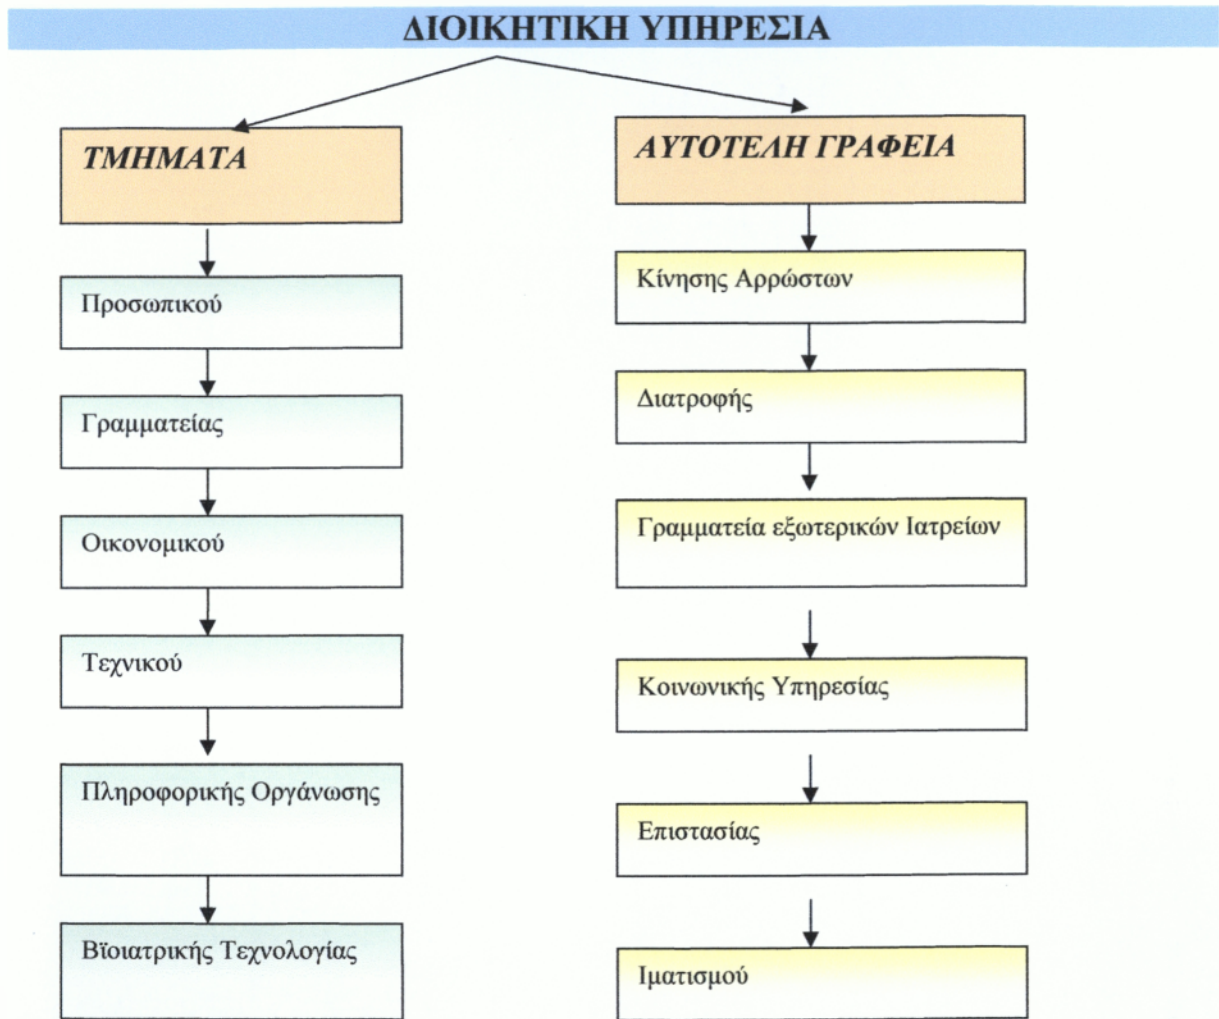 ΔΙΟΙΚΗΤΙΚΗ ΥΠΗΡΕΣΙΑ
ΤΜΗΜΑΤΑ
Προσωπικού
Γραμματείας
Οικονομικού
Τεχνικού
Πληροφορικής Οργάνωσης
Βϊοιατρικής Τεχνολογίας
ΑΥΤΟΤΕΛΗ ΓΡΑΦΕΙΑ
Κίνησης Αρρώστων
Διατροφής
Γραμματεία εξωτερικών Ιατρείων
Κοινωνικής Υπηρεσίας
Επιστασίας
Ιματισμού